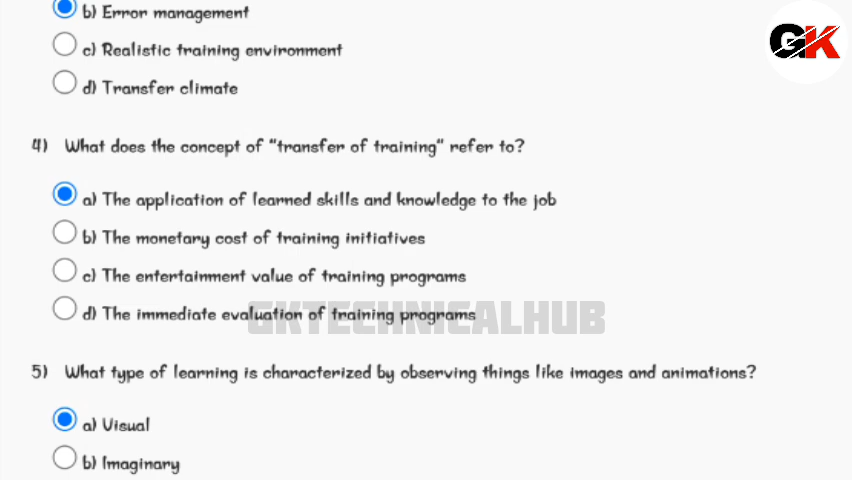 b) Error management
GK
c) Realistic training environment
d) Transfer climate
4) What does the concept of "transfer of training" refer to?
a) The application of learned skills and knowledge to the job
b) The monetary cost of training initiatives
c) The entertainment value of training programs
d) The immediate evaluation of training programs
GKTECHNICALHUB
5) What type of learning is characterized by observing things like images and animations?
a) Visual
b) Imaginary